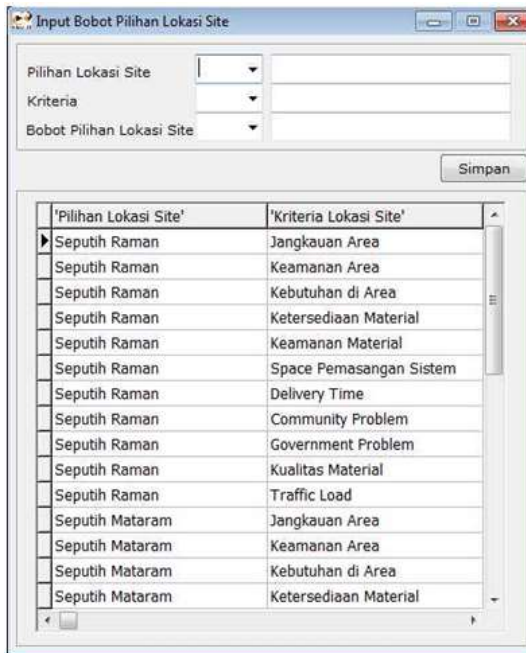 Input Bobot Pilihan Lokasi Site
Pilihan Lokasi Site
Kriteria
Bobot Pilihan Lokasi Site
Simpan
'Pilihan Lokasi Site' 'Kriteria Lokasi Site'
Seputih Raman Jangkauan Area
Seputih Raman Keamanan Area
Seputih Raman Kebutuhan di Area
Seputih Raman Ketersediaan Material
Seputih Raman Keamanan Material
Seputih Raman Space Pemasangan Sistem
Seputih Raman Delivery Time
Seputih Raman Community Problem
Seputih Raman Government Problem
Seputih Raman Kualitas Material
Seputih Raman Traffic Load
Seputih Mataram Jangkauan Area
Seputih Mataram Keamanan Area
Seputih Mataram Kebutuhan di Area
Seputih Mataram Ketersediaan Material